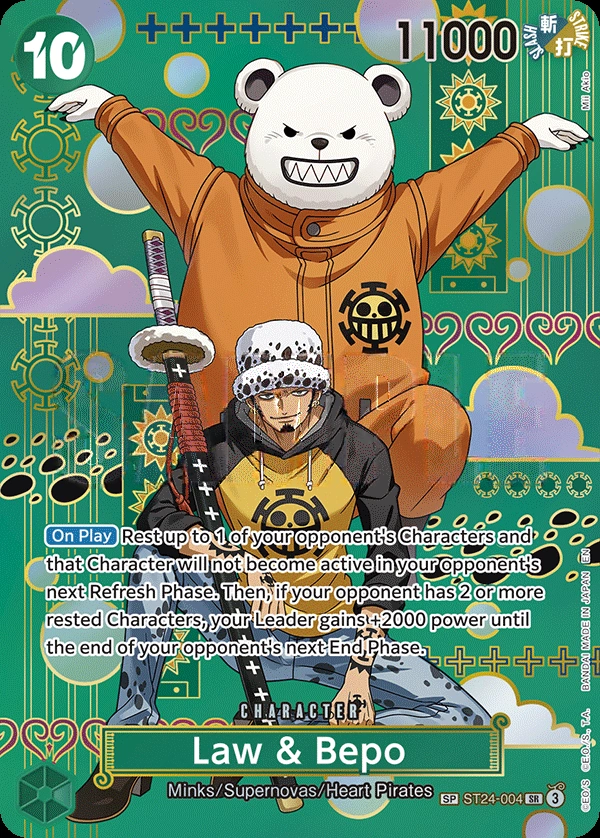 10
11000
SLASH 斬
打 STRIKE
Mil Akio
SAMPLE
On Play Rest up to 1 of your opponent's Characters and
that Character will not become active in your opponent's
next Refresh Phase. Then, if your opponent has 2 or more
rested Characters, your Leader gains +2000 power until
the end of your opponent's next End Phase.
©E.O/S ©E.O./S., T.A. BANDAI MADE IN JAPAN EN
CHARACTER
Law & Bepo
Minks/Supernovas/Heart Pirates
SP ST24-004 SR 3